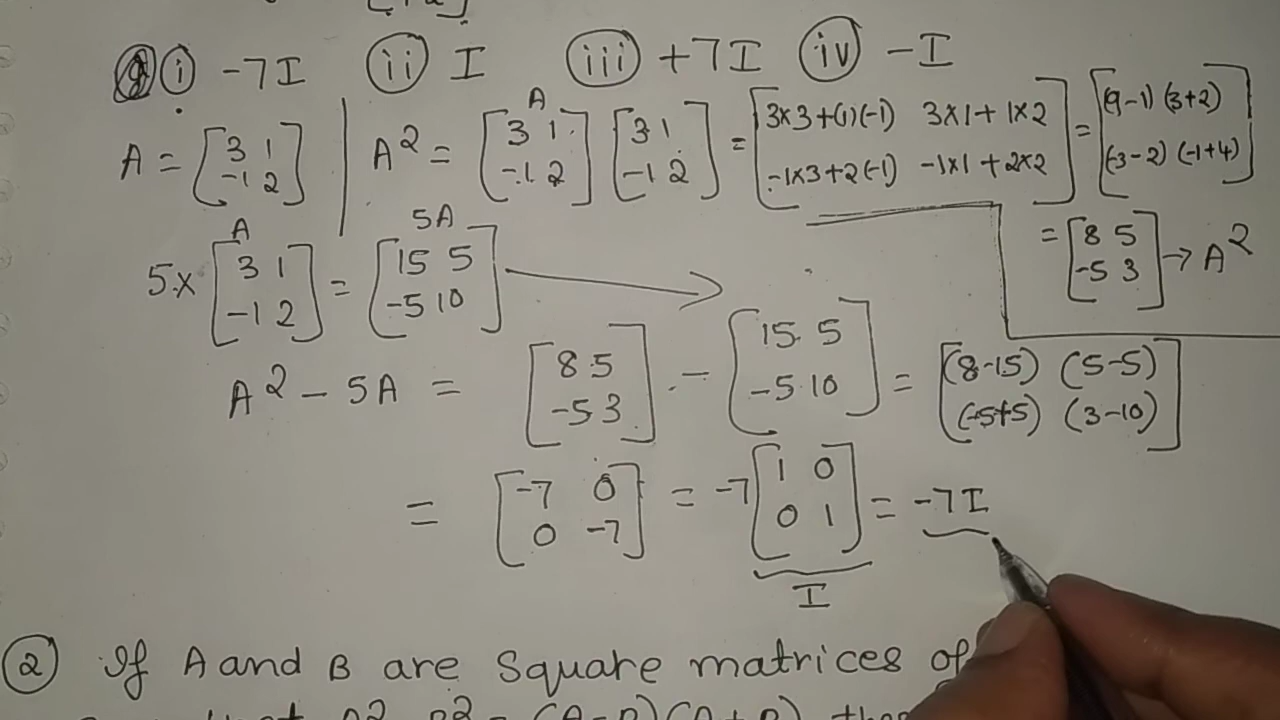 (i) -7I (ii) I (iii) +7I (iv) -I
A = [3 1 -1 2] A² = A [3 1 -1 2] [3 1 -1 2] = [3×3+(1)(-1) 3×1+1×2 -1×3+2(-1) -1×1+2×2] = [(9-1) (3+2) (-3-2) (-1+4)]
= [8 5 -5 3] → A²
5× A [3 1 -1 2] = 5A [15 5 -5 10]
A² - 5A = [8 5 -5 3] - [15 5 -5 10] = [(8-15) (5-5) (-5+5) (3-10)]
= [-7 0 0 -7] = -7 [1 0 0 1] = -7I
I
(2) If A and B are Square matrices of